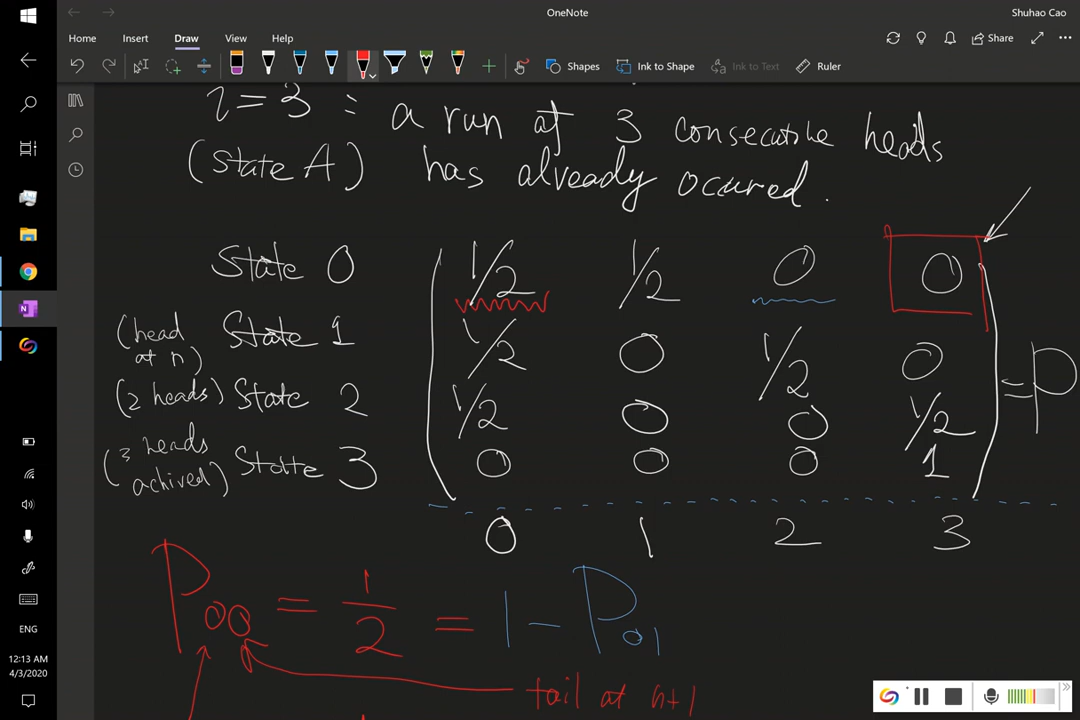 OneNote
Shuhao Cao
Home Insert Draw View Help
Share
Shapes Ink to Shape Ink to Text Ruler
i = 3 : a run of 3 consecutive heads
(state A) has already occured.
State 0 1/2 1/2 0 0
(head at n) State 1 1/2 0 1/2 0
= P
(2 heads) State 2 1/2 0 0 1/2
(3 heads achived) State 3 0 0 0 1
0 1 2 3
P00 = 1/2 = 1 - P01
tail at n+1
ENG
12:13 AM
4/3/2020